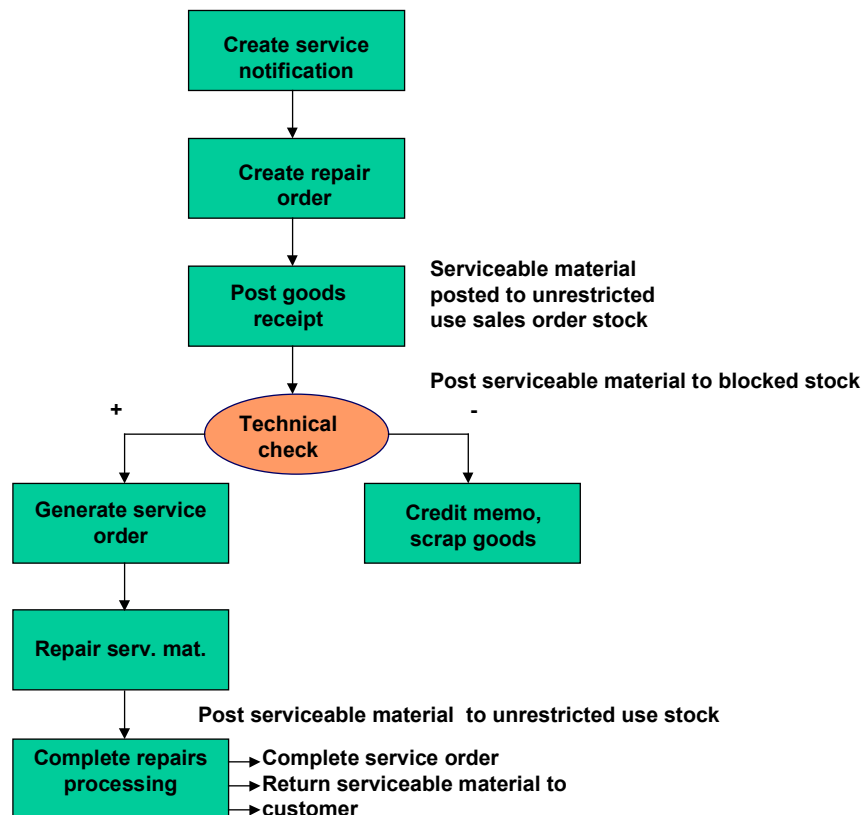 Create service
notification
Create repair
order
Post goods
receipt
Serviceable material
posted to unrestricted
use sales order stock
Post serviceable material to blocked stock
+
-
Technical
check
Generate service
order
Credit memo,
scrap goods
Repair serv. mat.
Post serviceable material to unrestricted use stock
Complete repairs
processing
Complete service order
Return serviceable material to
customer